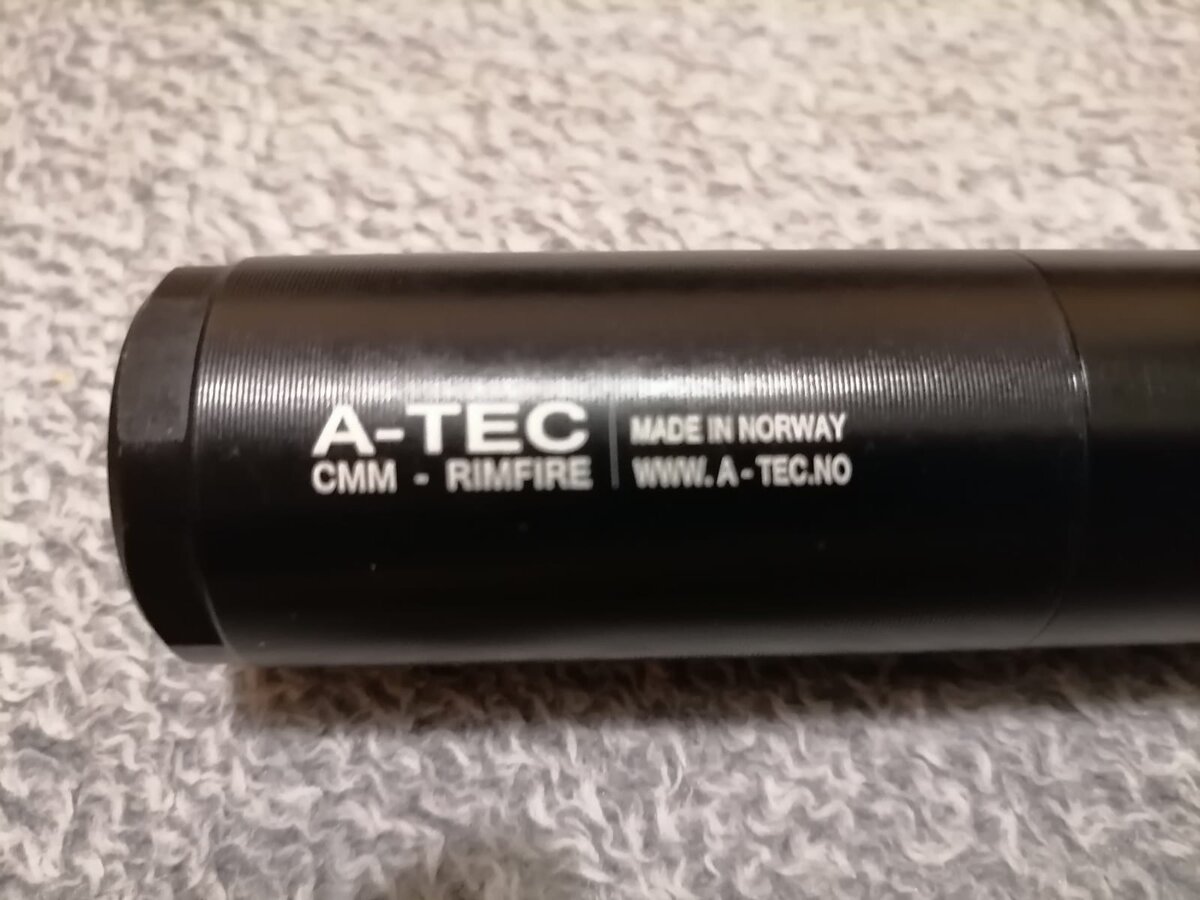 A-TEC
CMM - RIMFIRE
MADE IN NORWAY
WWW.A-TEC.NO